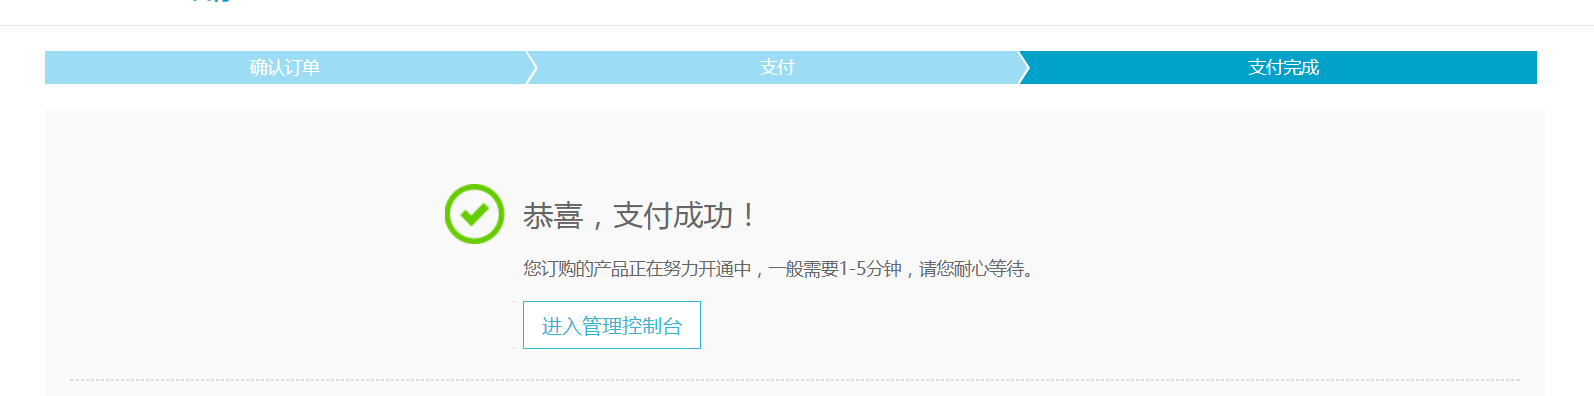 确认订单
支付
支付完成
恭喜，支付成功！
您订购的产品正在努力开通中，一般需要1-5分钟，请您耐心等待。
进入管理控制台